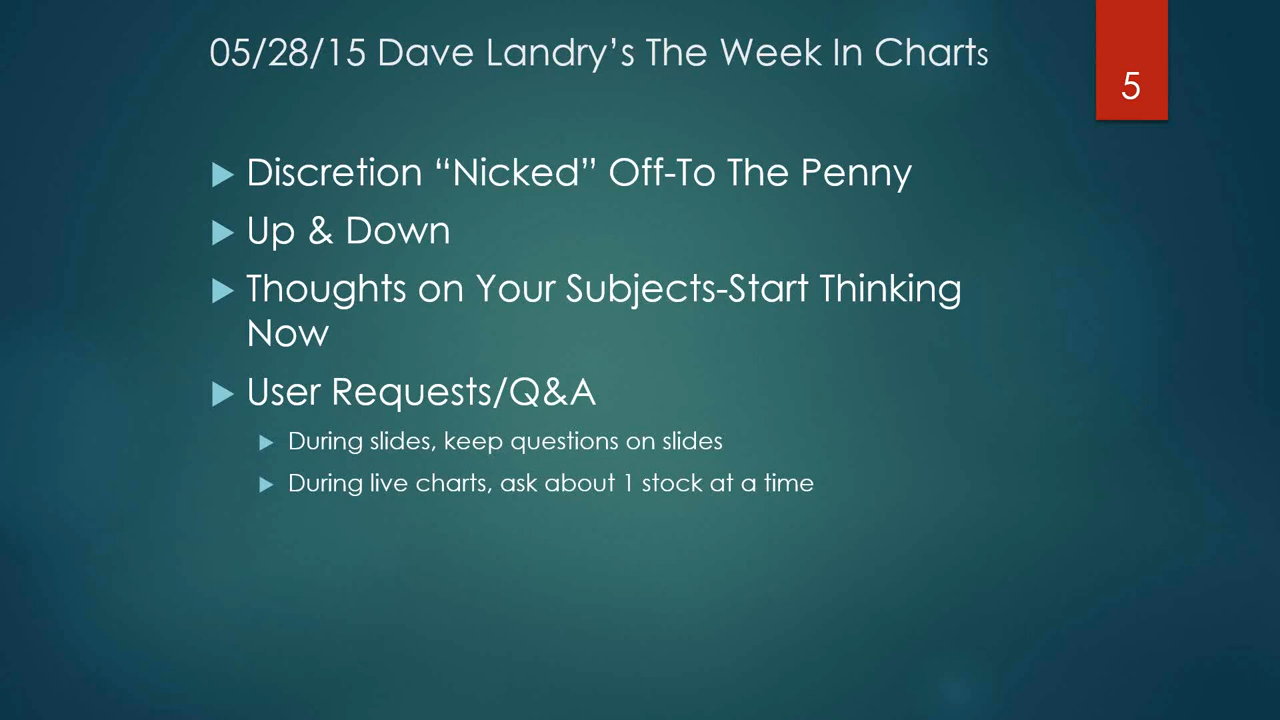 05/28/15 Dave Landry’s The Week In Charts
5
Discretion “Nicked” Off-To The Penny
Up & Down
Thoughts on Your Subjects-Start Thinking
Now
User Requests/Q&A
During slides, keep questions on slides
During live charts, ask about 1 stock at a time